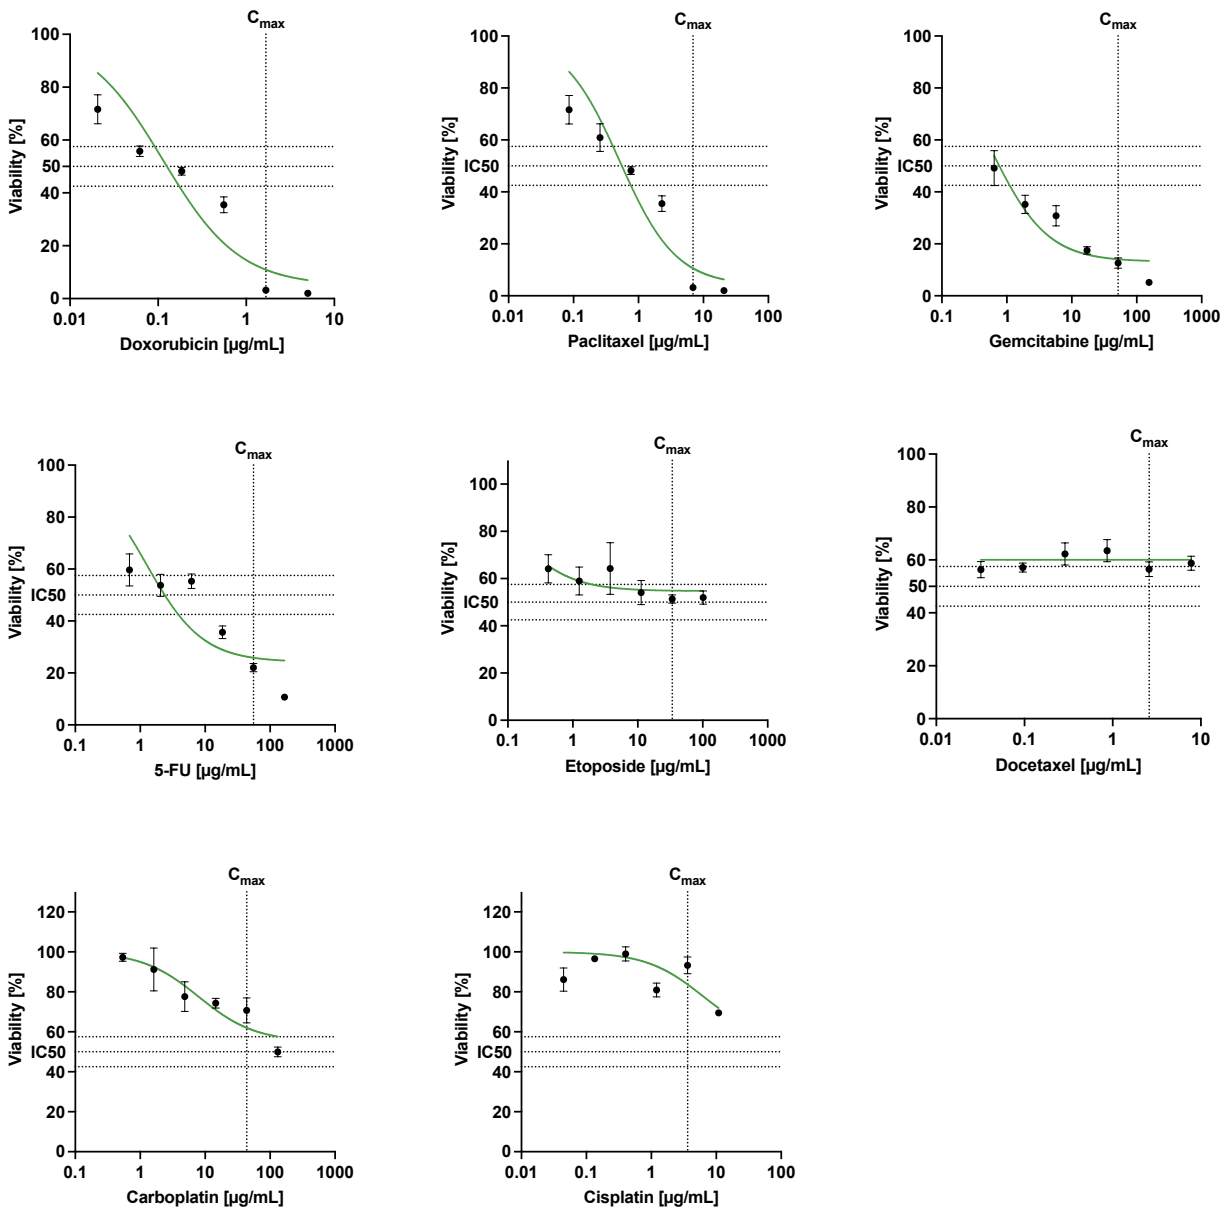 Cmax
Viability [%]
100
80
60
50
40
20
0
0.01 0.1 1 10
Doxorubicin [µg/mL]
Cmax
Viability [%]
100
80
60
IC50
40
20
0
0.01 0.1 1 10 100
Paclitaxel [µg/mL]
Cmax
Viability [%]
100
80
60
IC50
40
20
0
0.1 1 10 100 1000
Gemcitabine [µg/mL]
Cmax
Viability [%]
100
80
60
IC50
40
20
0
0.1 1 10 100 1000
5-FU [µg/mL]
Cmax
Viability [%]
100
80
60
IC50
40
20
0
0.1 1 10 100 1000
Etoposide [µg/mL]
Cmax
Viability [%]
100
80
60
50
40
20
0
0.01 0.1 1 10
Docetaxel [µg/mL]
Cmax
Viability [%]
120
100
80
60
IC50
40
20
0
0.1 1 10 100 1000
Carboplatin [µg/mL]
Cmax
Viability [%]
120
100
80
60
IC50
40
20
0
0.01 0.1 1 10 100
Cisplatin [µg/mL]